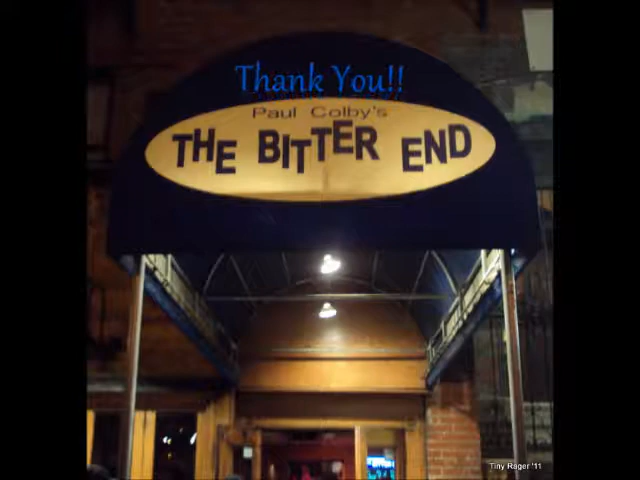 Thank You!!
Paul Colby's
THE BITTER END
Tiny Rager '11